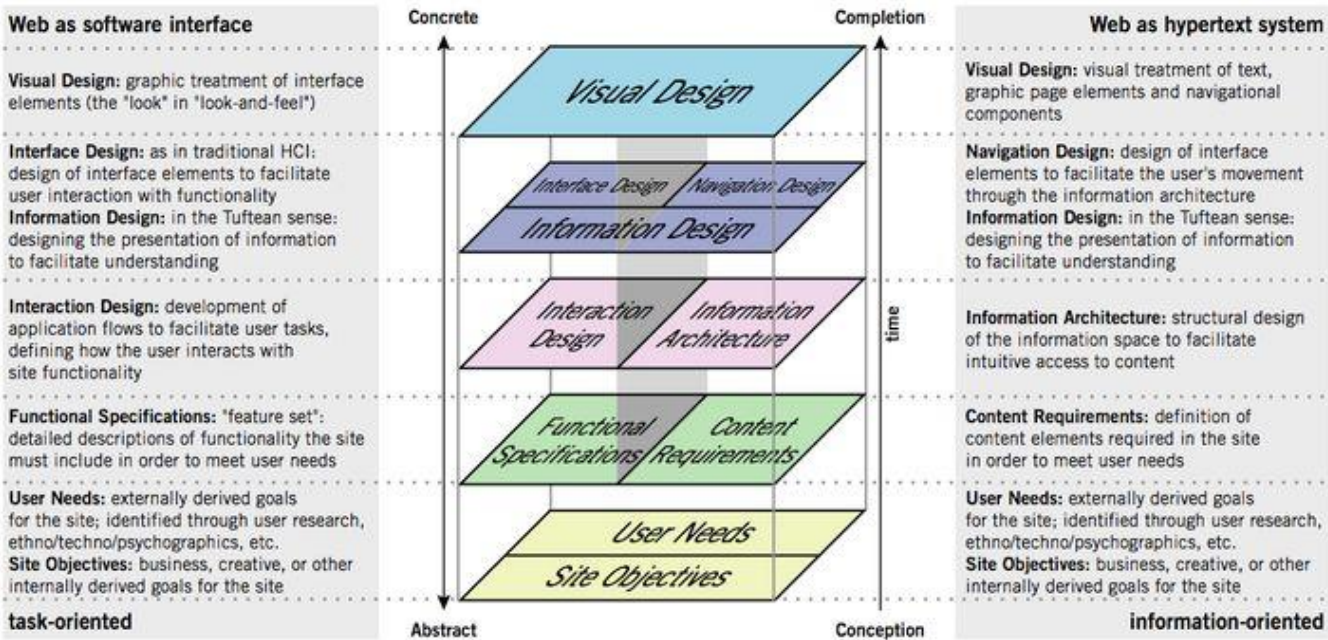 Web as software interface
Visual Design: graphic treatment of interface
elements (the "look" in "look-and-feel")
Interface Design: as in traditional HCI:
design of interface elements to facilitate
user interaction with functionality
Information Design: in the Tuftean sense:
designing the presentation of information
to facilitate understanding
Interaction Design: development of
application flows to facilitate user tasks,
defining how the user interacts with
site functionality
Functional Specifications: "feature set":
detailed descriptions of functionality the site
must include in order to meet user needs
User Needs: externally derived goals
for the site; identified through user research,
ethno/techno/psychographics, etc.
Site Objectives: business, creative, or other
internally derived goals for the site
task-oriented
Concrete
Completion
Visual Design
Interface Design
Navigation Design
Information Design
Interaction
Design
Information
Architecture
time
Functional
Specifications
Content
Requirements
User Needs
Site Objectives
Abstract
Conception
Web as hypertext system
Visual Design: visual treatment of text,
graphic page elements and navigational
components
Navigation Design: design of interface
elements to facilitate the user's movement
through the information architecture
Information Design: in the Tuftean sense:
designing the presentation of information
to facilitate understanding
Information Architecture: structural design
of the information space to facilitate
intuitive access to content
Content Requirements: definition of
content elements required in the site
in order to meet user needs
User Needs: externally derived goals
for the site; identified through user research,
ethno/techno/psychographics, etc.
Site Objectives: business, creative, or other
internally derived goals for the site
information-oriented